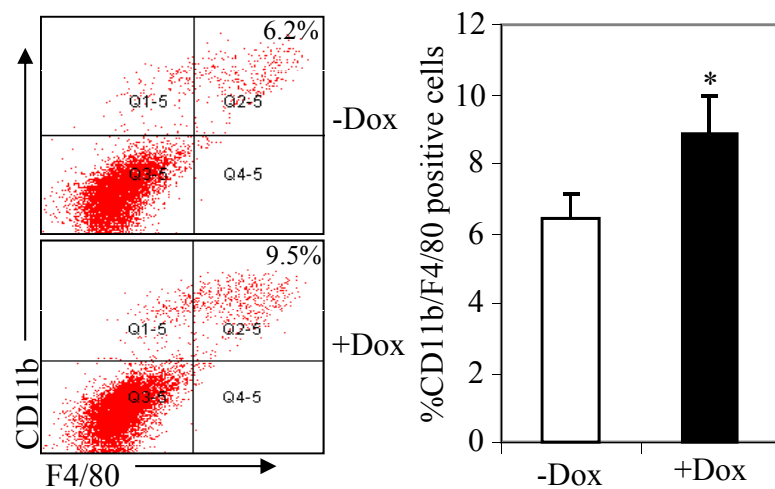 6.2%
Q1-5
Q2-5
Q3-5
Q4-5
-Dox
9.5%
Q1-5
Q2-5
Q3-5
Q4-5
+Dox
CD11b
F4/80
%CD11b/F4/80 positive cells
12
10
8
6
4
2
0
*
-Dox
+Dox